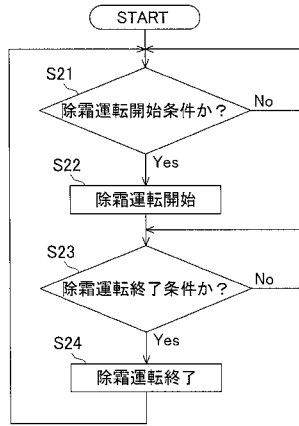 START
S21
除霜運転開始条件か?
No
Yes
S22
除霜運転開始
S23
除霜運転終了条件か?
No
Yes
S24
除霜運転終了